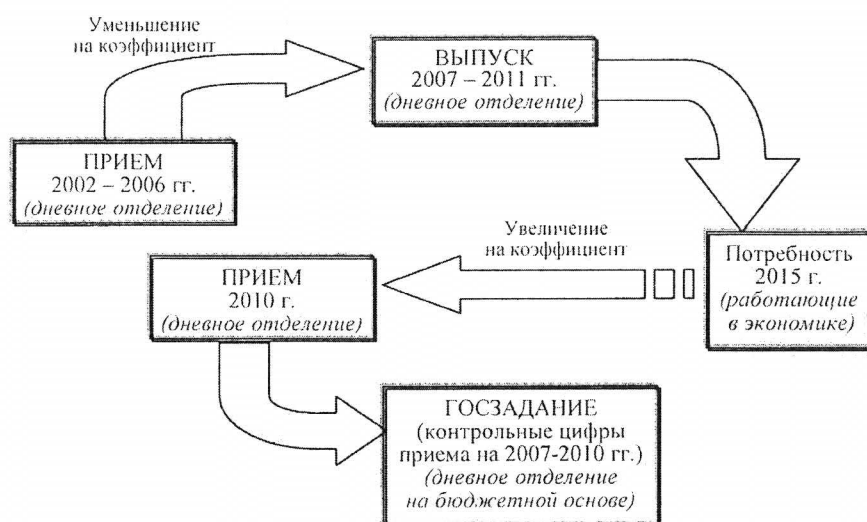 Уменьшение
на коэффициент
ВЫПУСК
2007 – 2011 гг.
(дневное отделение)
ПРИЕМ
2002 – 2006 гг.
(дневное отделение)
Увеличение
на коэффициент
Потребность
2015 г.
(работающие
в экономике)
ПРИЕМ
2010 г.
(дневное отделение)
ГОСЗАДАНИЕ
(контрольные цифры
приема на 2007-2010 гг.)
(дневное отделение
на бюджетной основе)